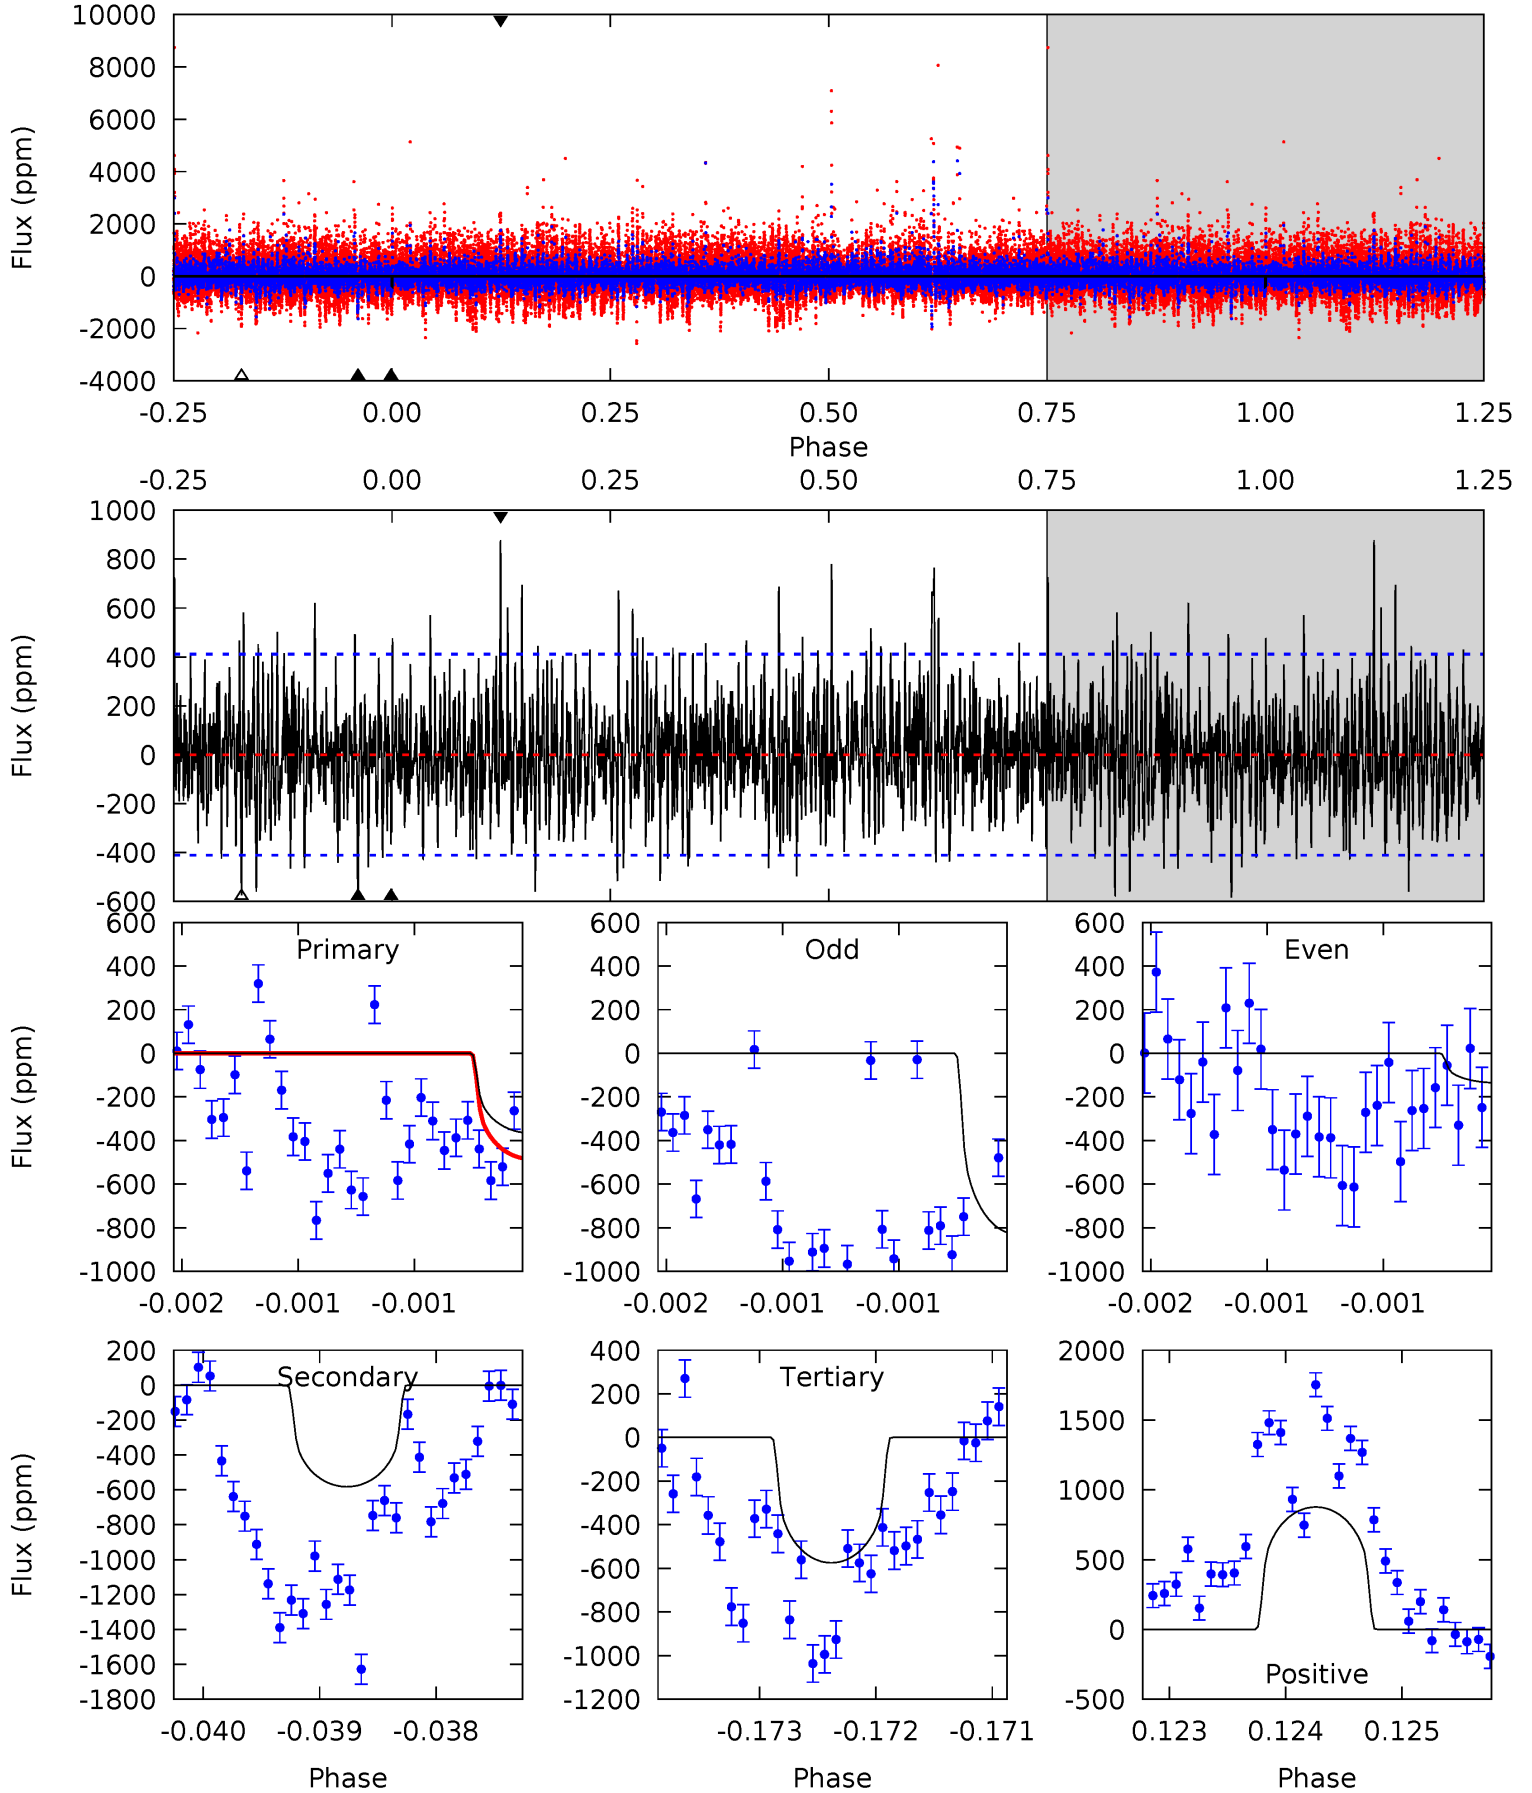 10000
8000
6000
4000
2000
0
-2000
-4000
Flux (ppm)
-0.25 0.00 0.25 0.50 0.75 1.00 1.25
Phase
-0.25 0.00 0.25 0.50 0.75 1.00 1.25
1000
800
600
400
200
0
-200
-400
-600
Flux (ppm)
Primary Odd Even
600 600
400 400 400
200 200 200
0 0 0
-200 -200 -200
-400 -400 -400
-600 -600 -600
-800 -800 -800
-1000 -1000 -1000
Flux (ppm)
-0.002 -0.001 -0.001 -0.002 -0.001 -0.001 -0.002 -0.001 -0.001
Secondary Tertiary Positive
200 400 2000
0 200 1500
-200 0 1000
-400 -200 500
-600 -400 0
-800 -600 -500
-1000 -800
-1200 -1000
-1400 -1200
-1600
-1800
Flux (ppm)
-0.040 -0.039 -0.038 -0.173 -0.172 -0.171 0.123 0.124 0.125
Phase Phase Phase